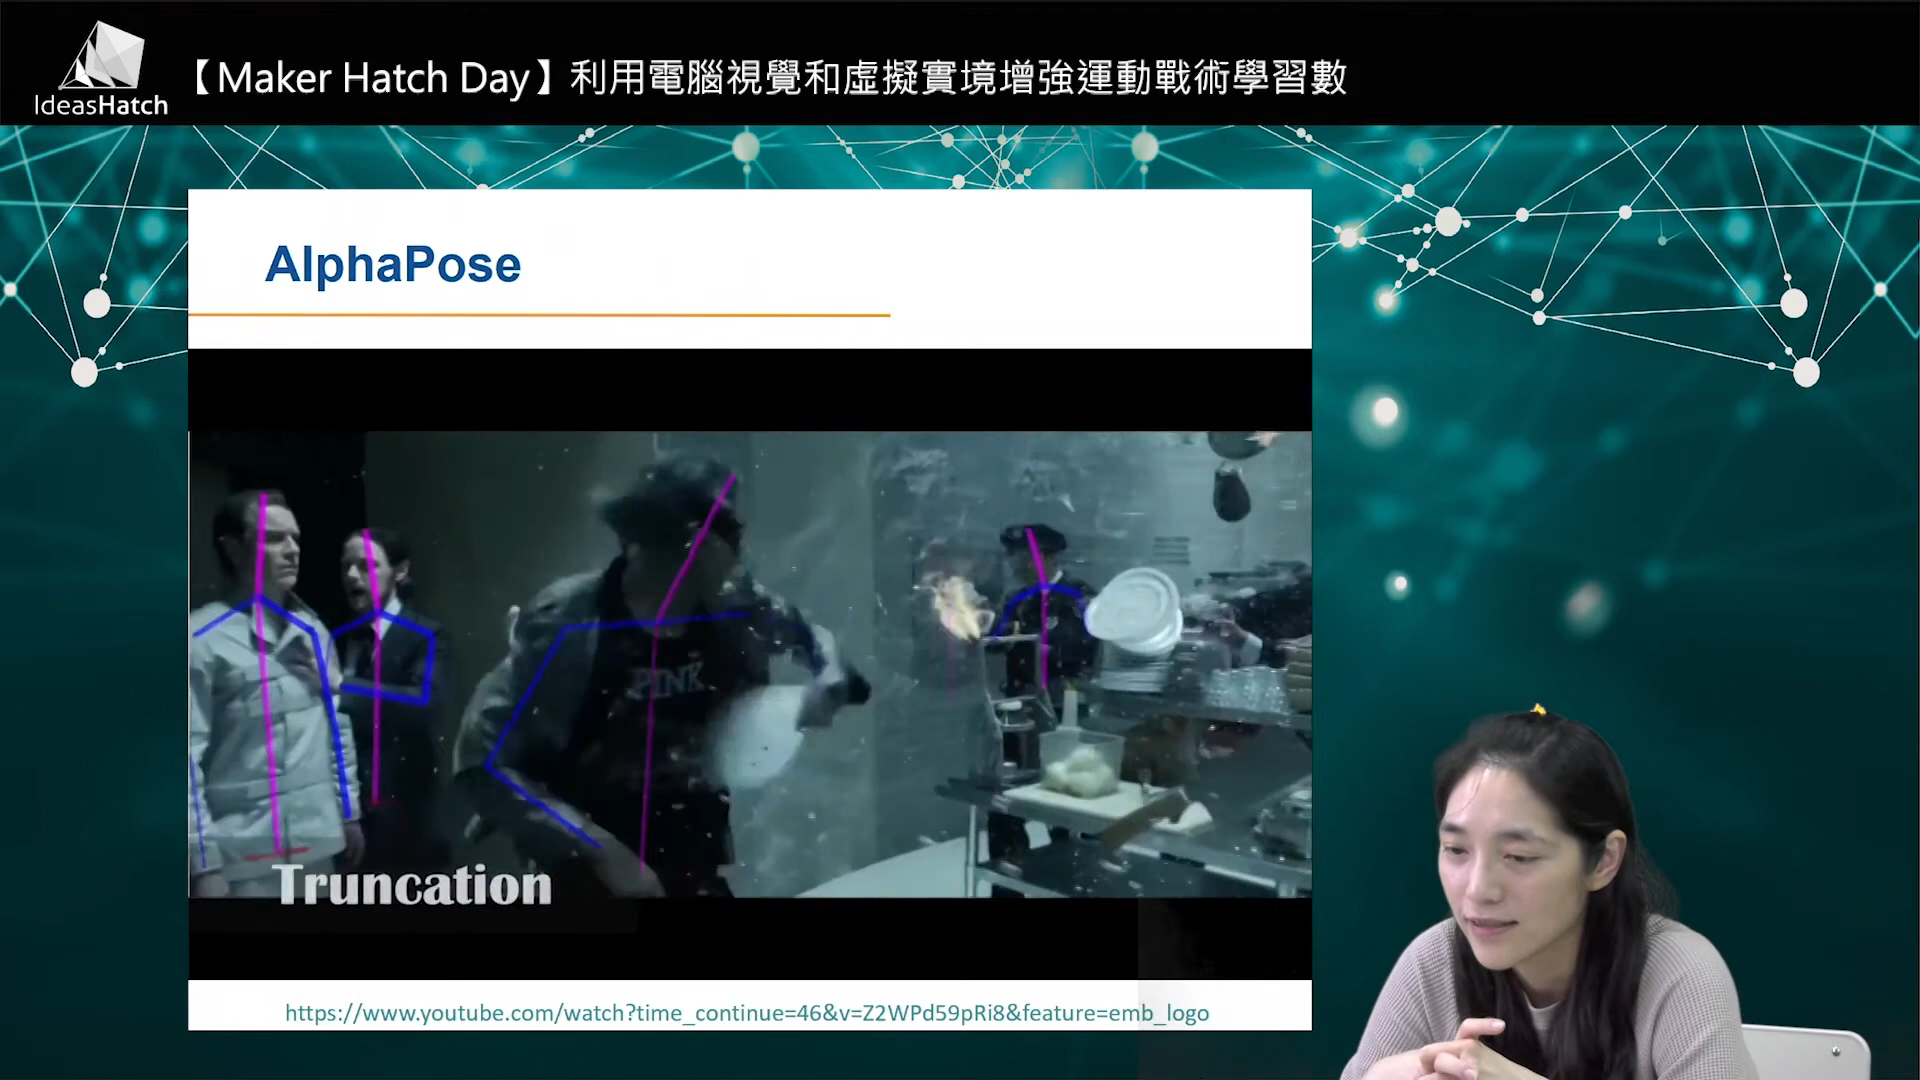 IdeasHatch
【Maker Hatch Day】利用電腦視覺和虛擬實境增強運動戰術學習數
AlphaPose
PINK
Truncation
https://www.youtube.com/watch?time_continue=46&v=Z2WPd59pRi8&feature=emb_logo